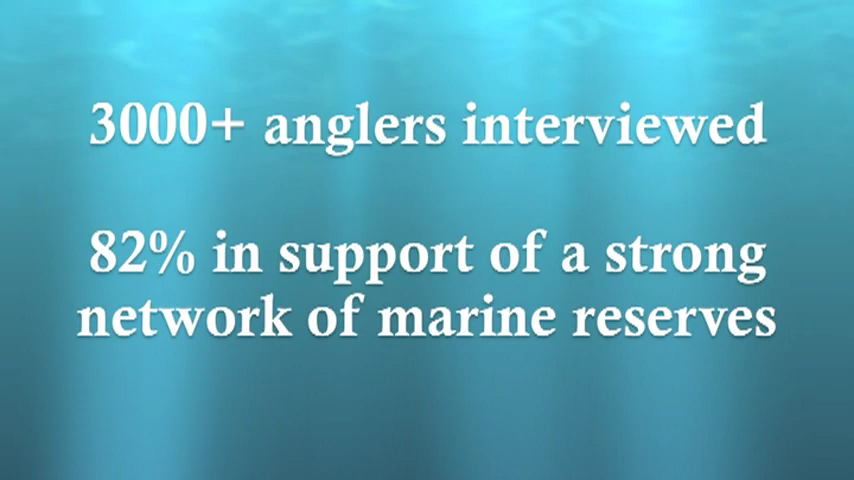 3000+ anglers interviewed
82% in support of a strong
network of marine reserves